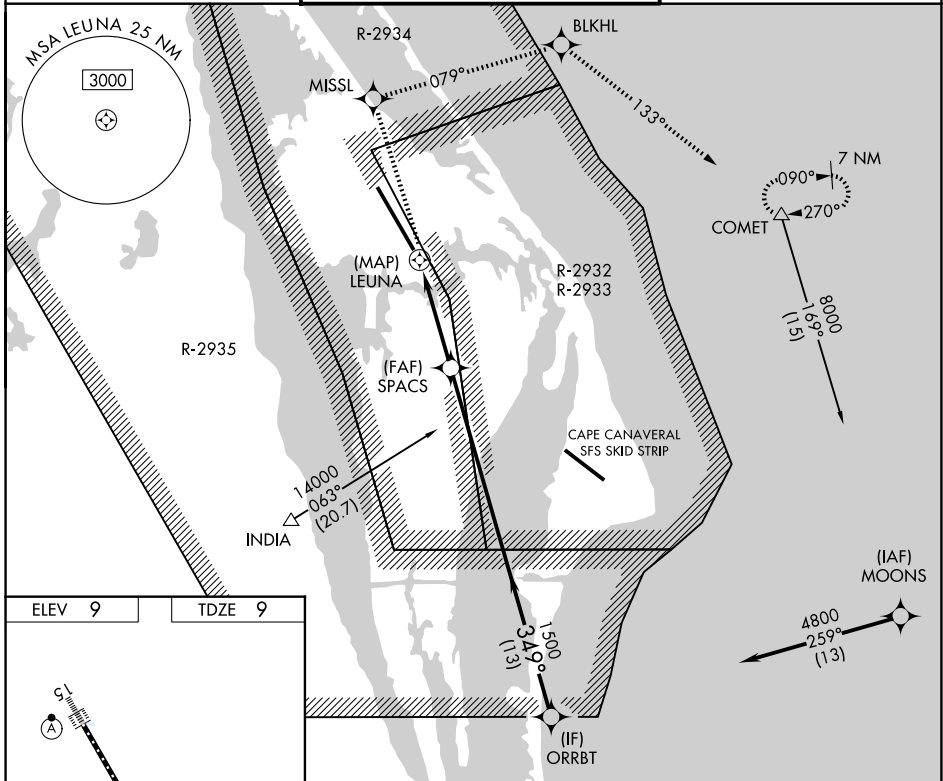 MSA LEUNA 25 NM
3000
R-2934
BLKHL
MISSL
079°
133°
7 NM
090°
270°
COMET
8000
169°
(15)
(MAP)
LEUNA
R-2932
R-2933
R-2935
(FAF)
SPACS
CAPE CANAVERAL
SFS SKID STRIP
14000
063°
(20.7)
INDIA
(IAF)
MOONS
4800
259°
(13)
1500
349°
(13)
(IF)
ORRBT
ELEV 9
TDZE 9
15
A